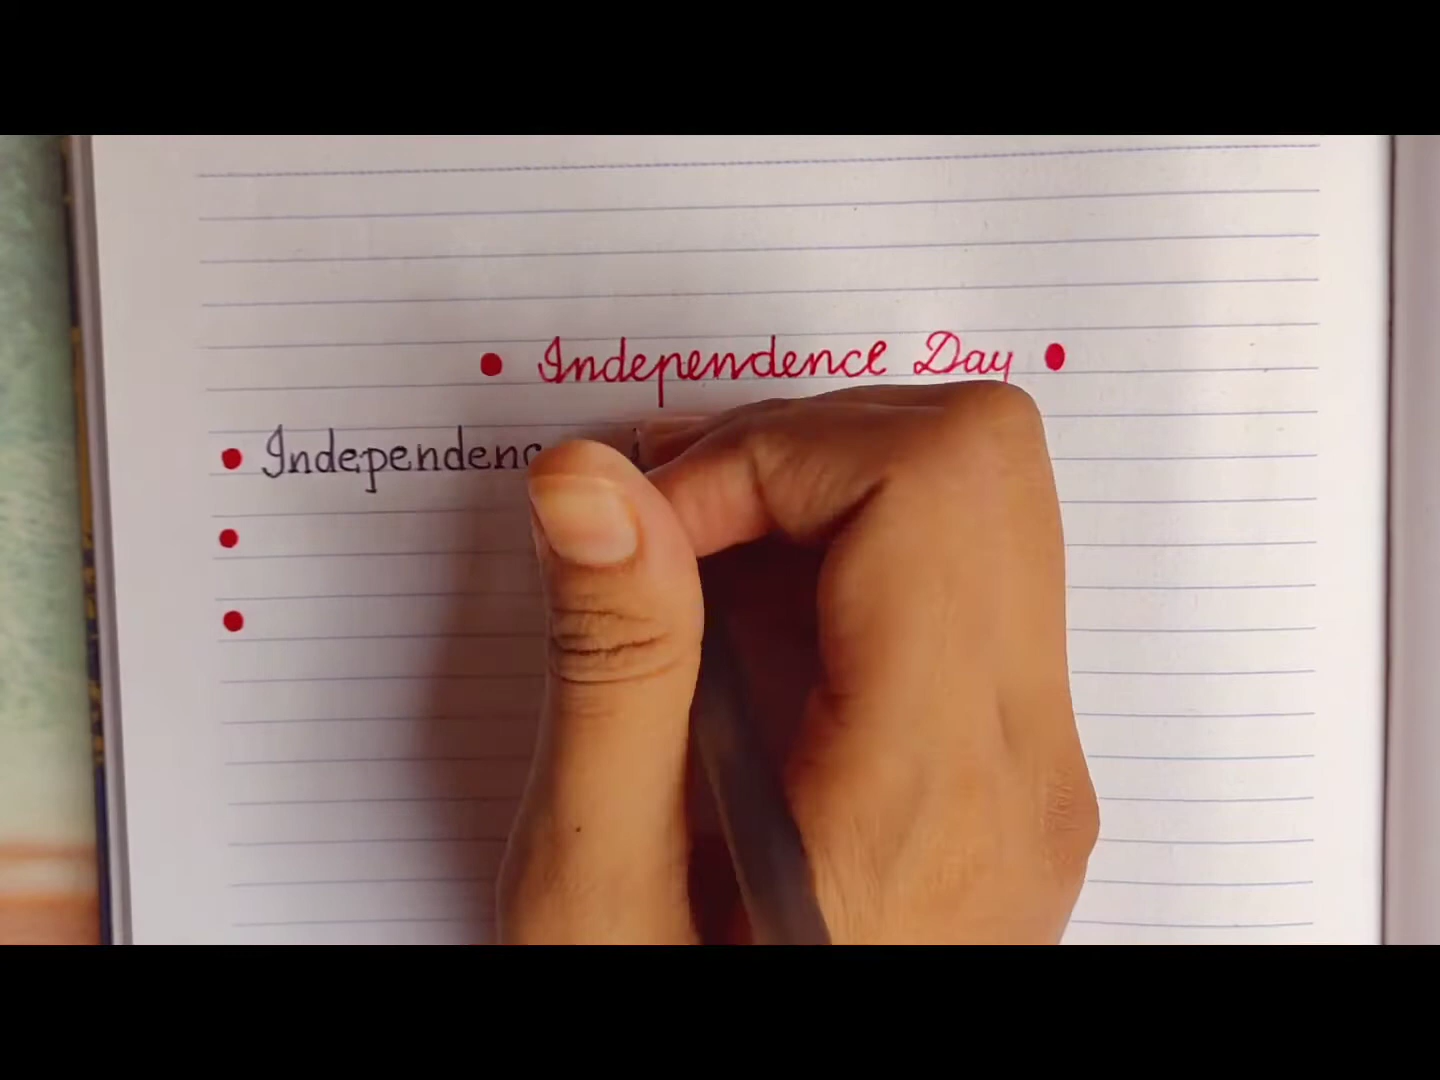 • Independence Day •
• Independenc
•
•